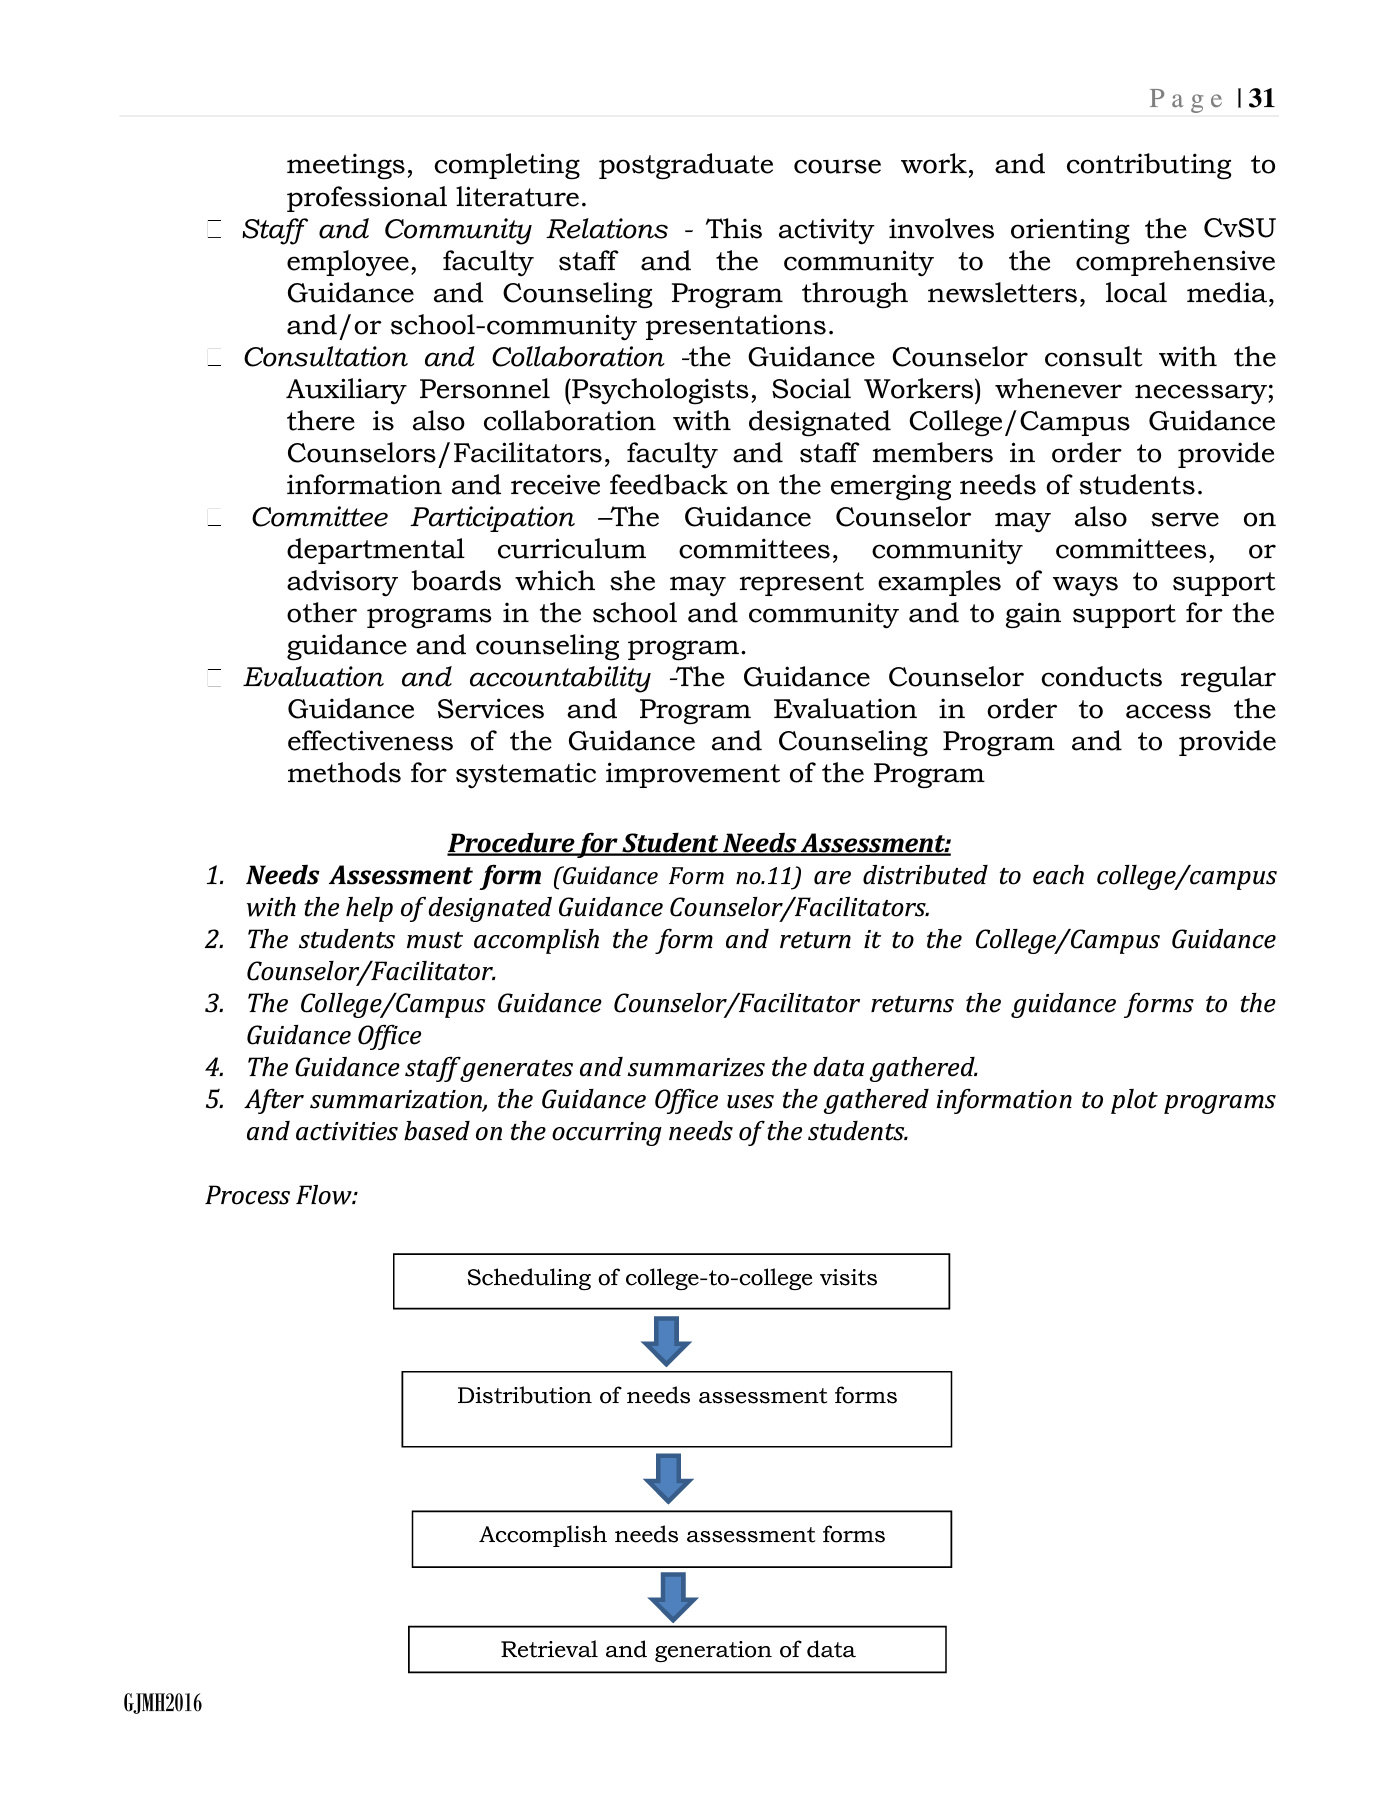 Page | 31
meetings, completing postgraduate course work, and contributing to
professional literature.
Staff and Community Relations - This activity involves orienting the CvSU
employee, faculty staff and the community to the comprehensive
Guidance and Counseling Program through newsletters, local media,
and/or school-community presentations.
Consultation and Collaboration -the Guidance Counselor consult with the
Auxiliary Personnel (Psychologists, Social Workers) whenever necessary;
there is also collaboration with designated College/Campus Guidance
Counselors/Facilitators, faculty and staff members in order to provide
information and receive feedback on the emerging needs of students.
Committee Participation –The Guidance Counselor may also serve on
departmental curriculum committees, community committees, or
advisory boards which she may represent examples of ways to support
other programs in the school and community and to gain support for the
guidance and counseling program.
Evaluation and accountability -The Guidance Counselor conducts regular
Guidance Services and Program Evaluation in order to access the
effectiveness of the Guidance and Counseling Program and to provide
methods for systematic improvement of the Program
Procedure for Student Needs Assessment:
1. Needs Assessment form (Guidance Form no.11) are distributed to each college/campus
with the help of designated Guidance Counselor/Facilitators.
2. The students must accomplish the form and return it to the College/Campus Guidance
Counselor/Facilitator.
3. The College/Campus Guidance Counselor/Facilitator returns the guidance forms to the
Guidance Office
4. The Guidance staff generates and summarizes the data gathered.
5. After summarization, the Guidance Office uses the gathered information to plot programs
and activities based on the occurring needs of the students.
Process Flow:
Scheduling of college-to-college visits
Distribution of needs assessment forms
Accomplish needs assessment forms
Retrieval and generation of data
GJMH2016